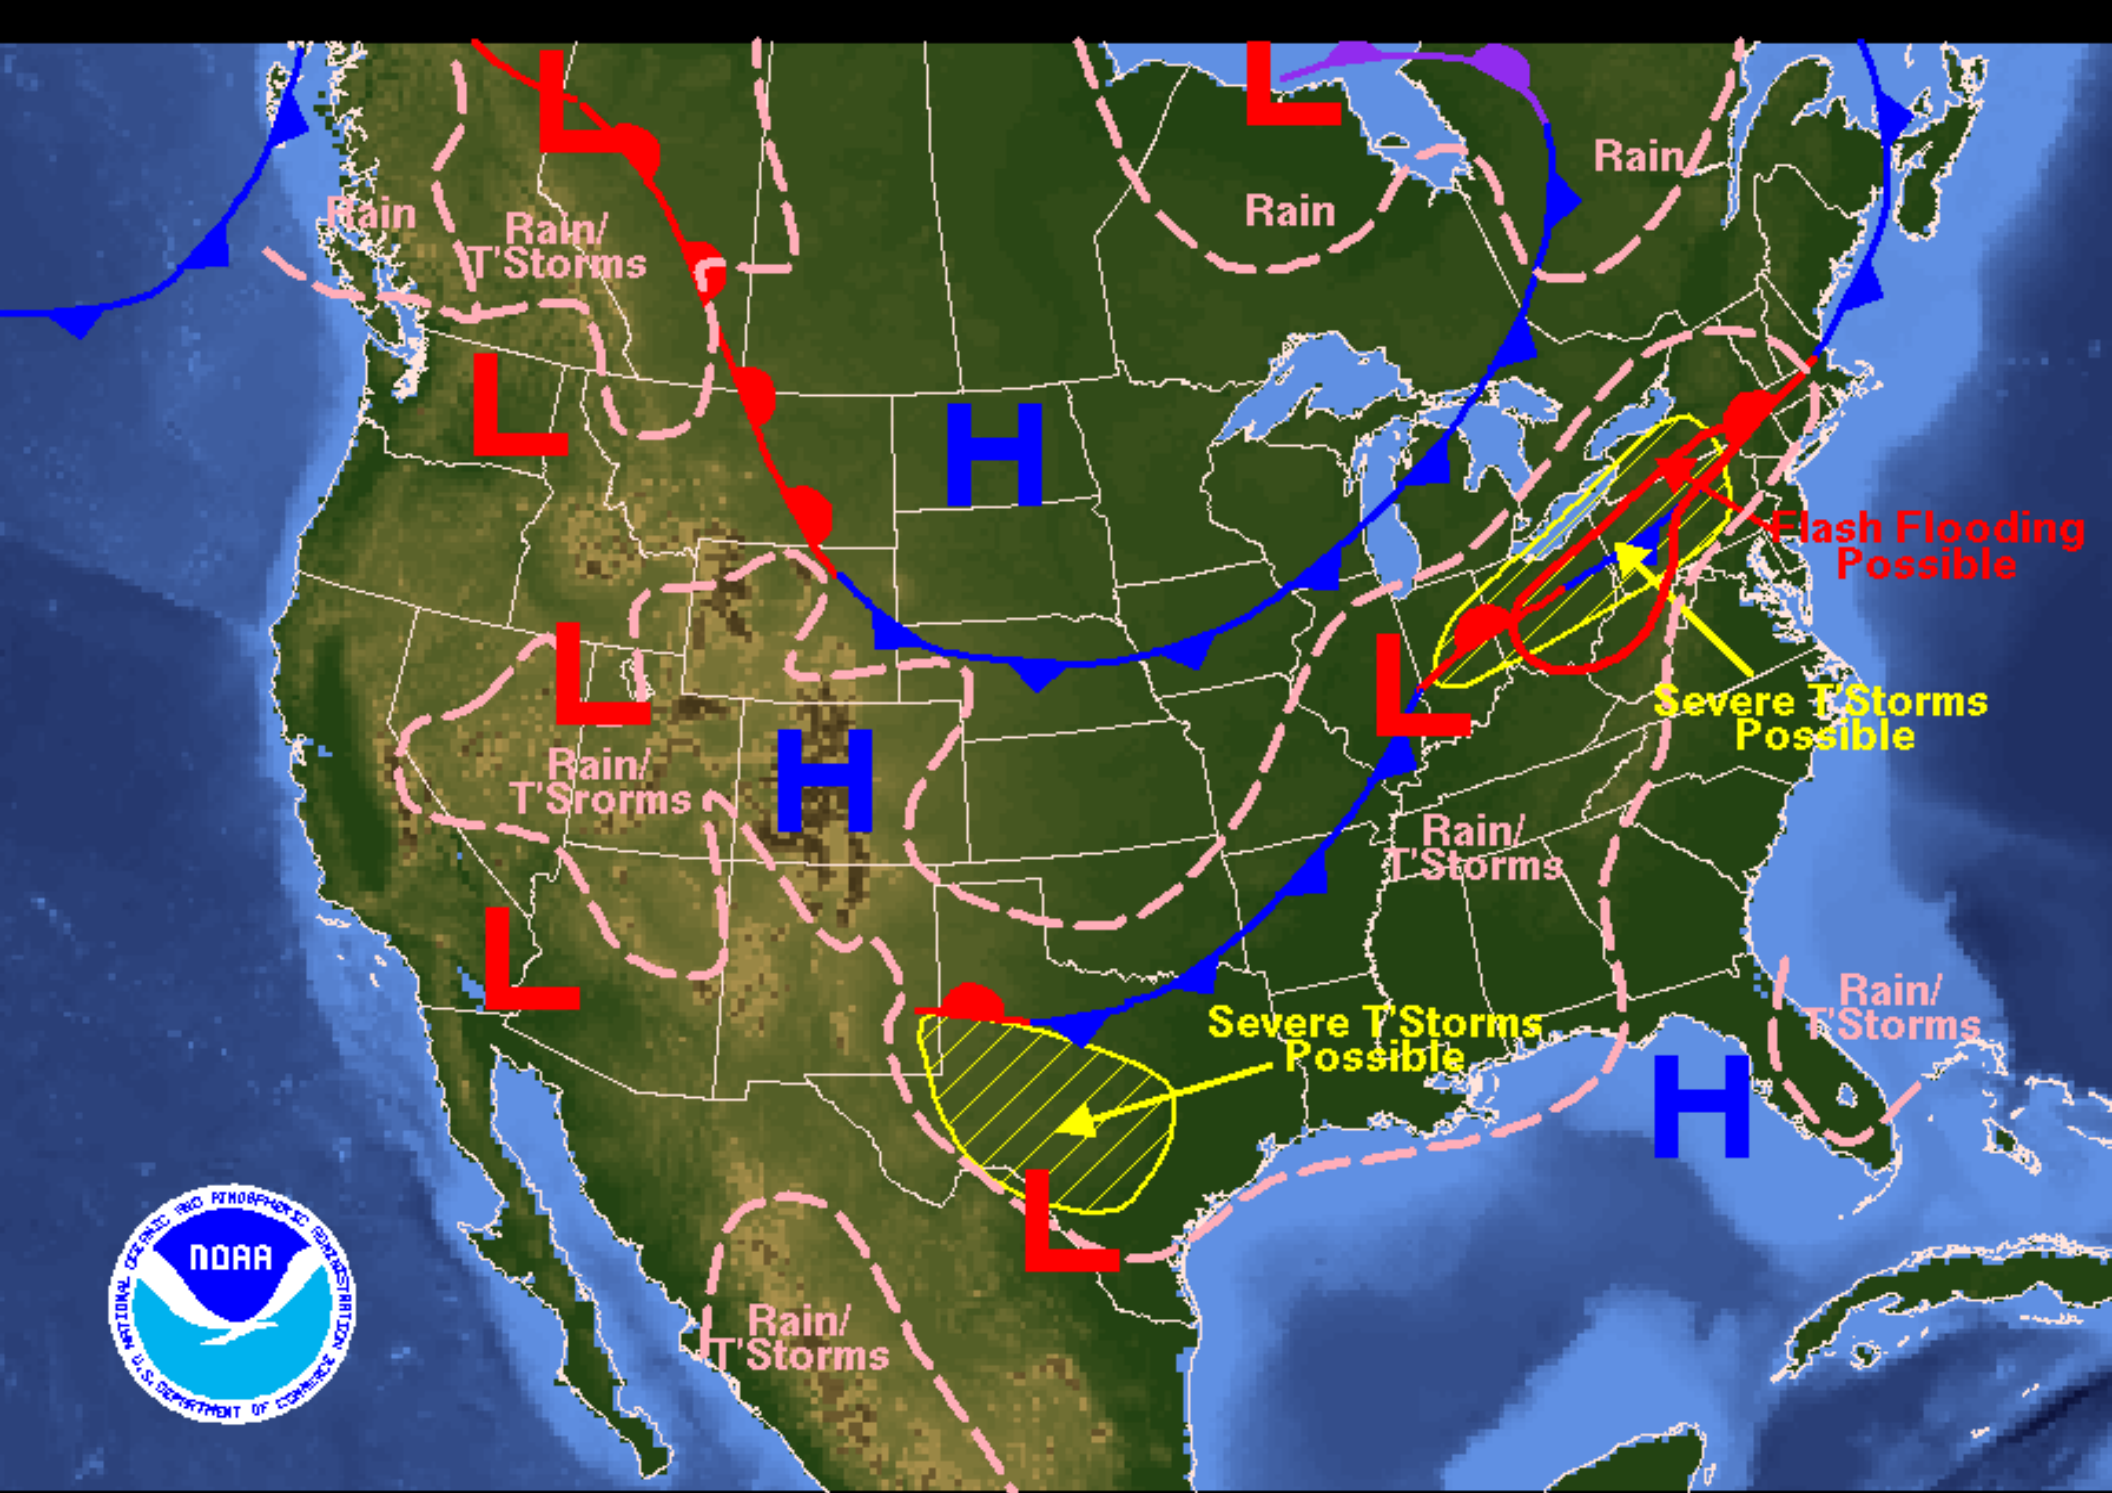 L
L
Rain
Rain
Rain
Rain/
T'Storms
L
H
Flash Flooding
Possible
L
L
Severe T'Storms
Possible
H
Rain/
T'Srorms
Rain/
T'Storms
L
Rain/
T'Storms
Severe T'Storms
Possible
H
L
NATIONAL OCEANIC AND ATMOSPHERIC ADMINISTRATION
NOAA
U.S. DEPARTMENT OF COMMERCE
Rain/
T'Storms